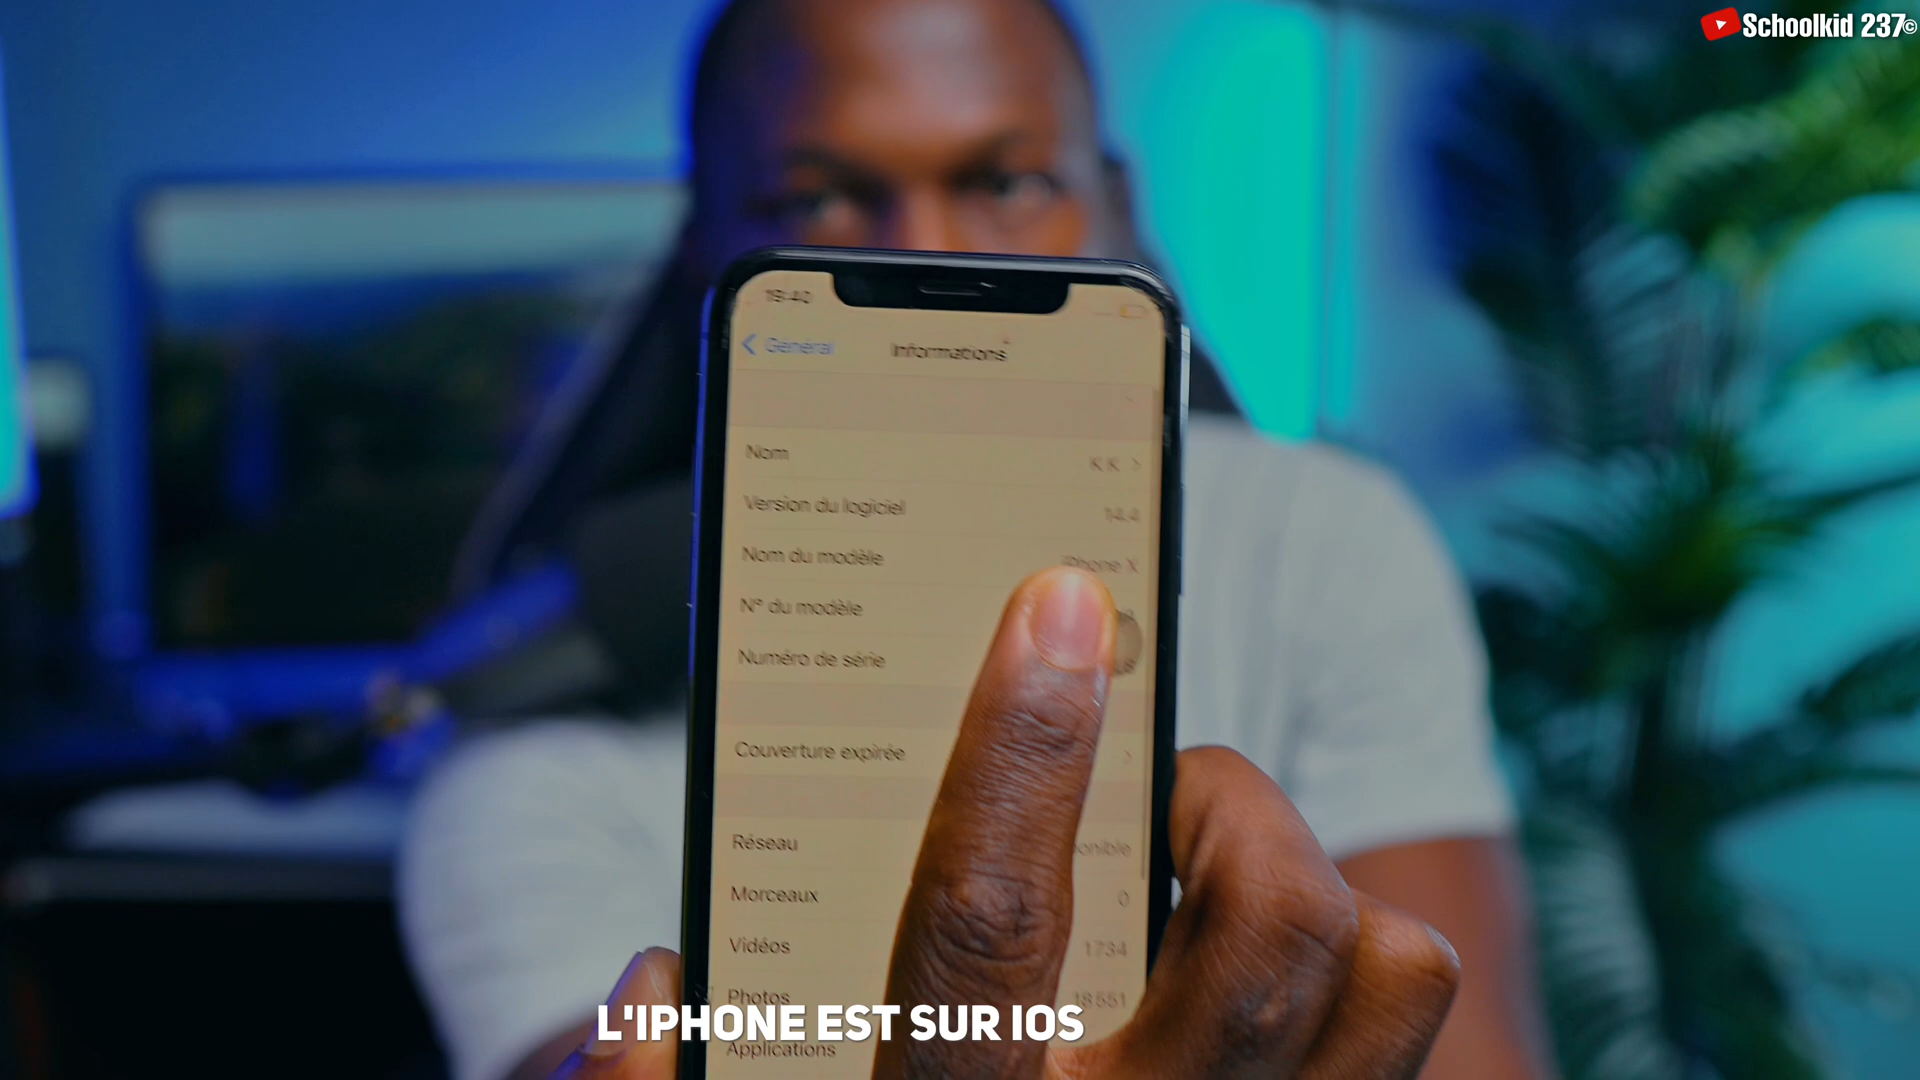 Schoolkid 237©
19:40
Général
Informations
Nom
KK
Version du logiciel
14.4
Nom du modèle
iPhone X
N° du modèle
Numéro de série
Couverture expirée
Réseau
Morceaux
0
Vidéos
1734
Photos
18551
L'IPHONE EST SUR IOS
Applications